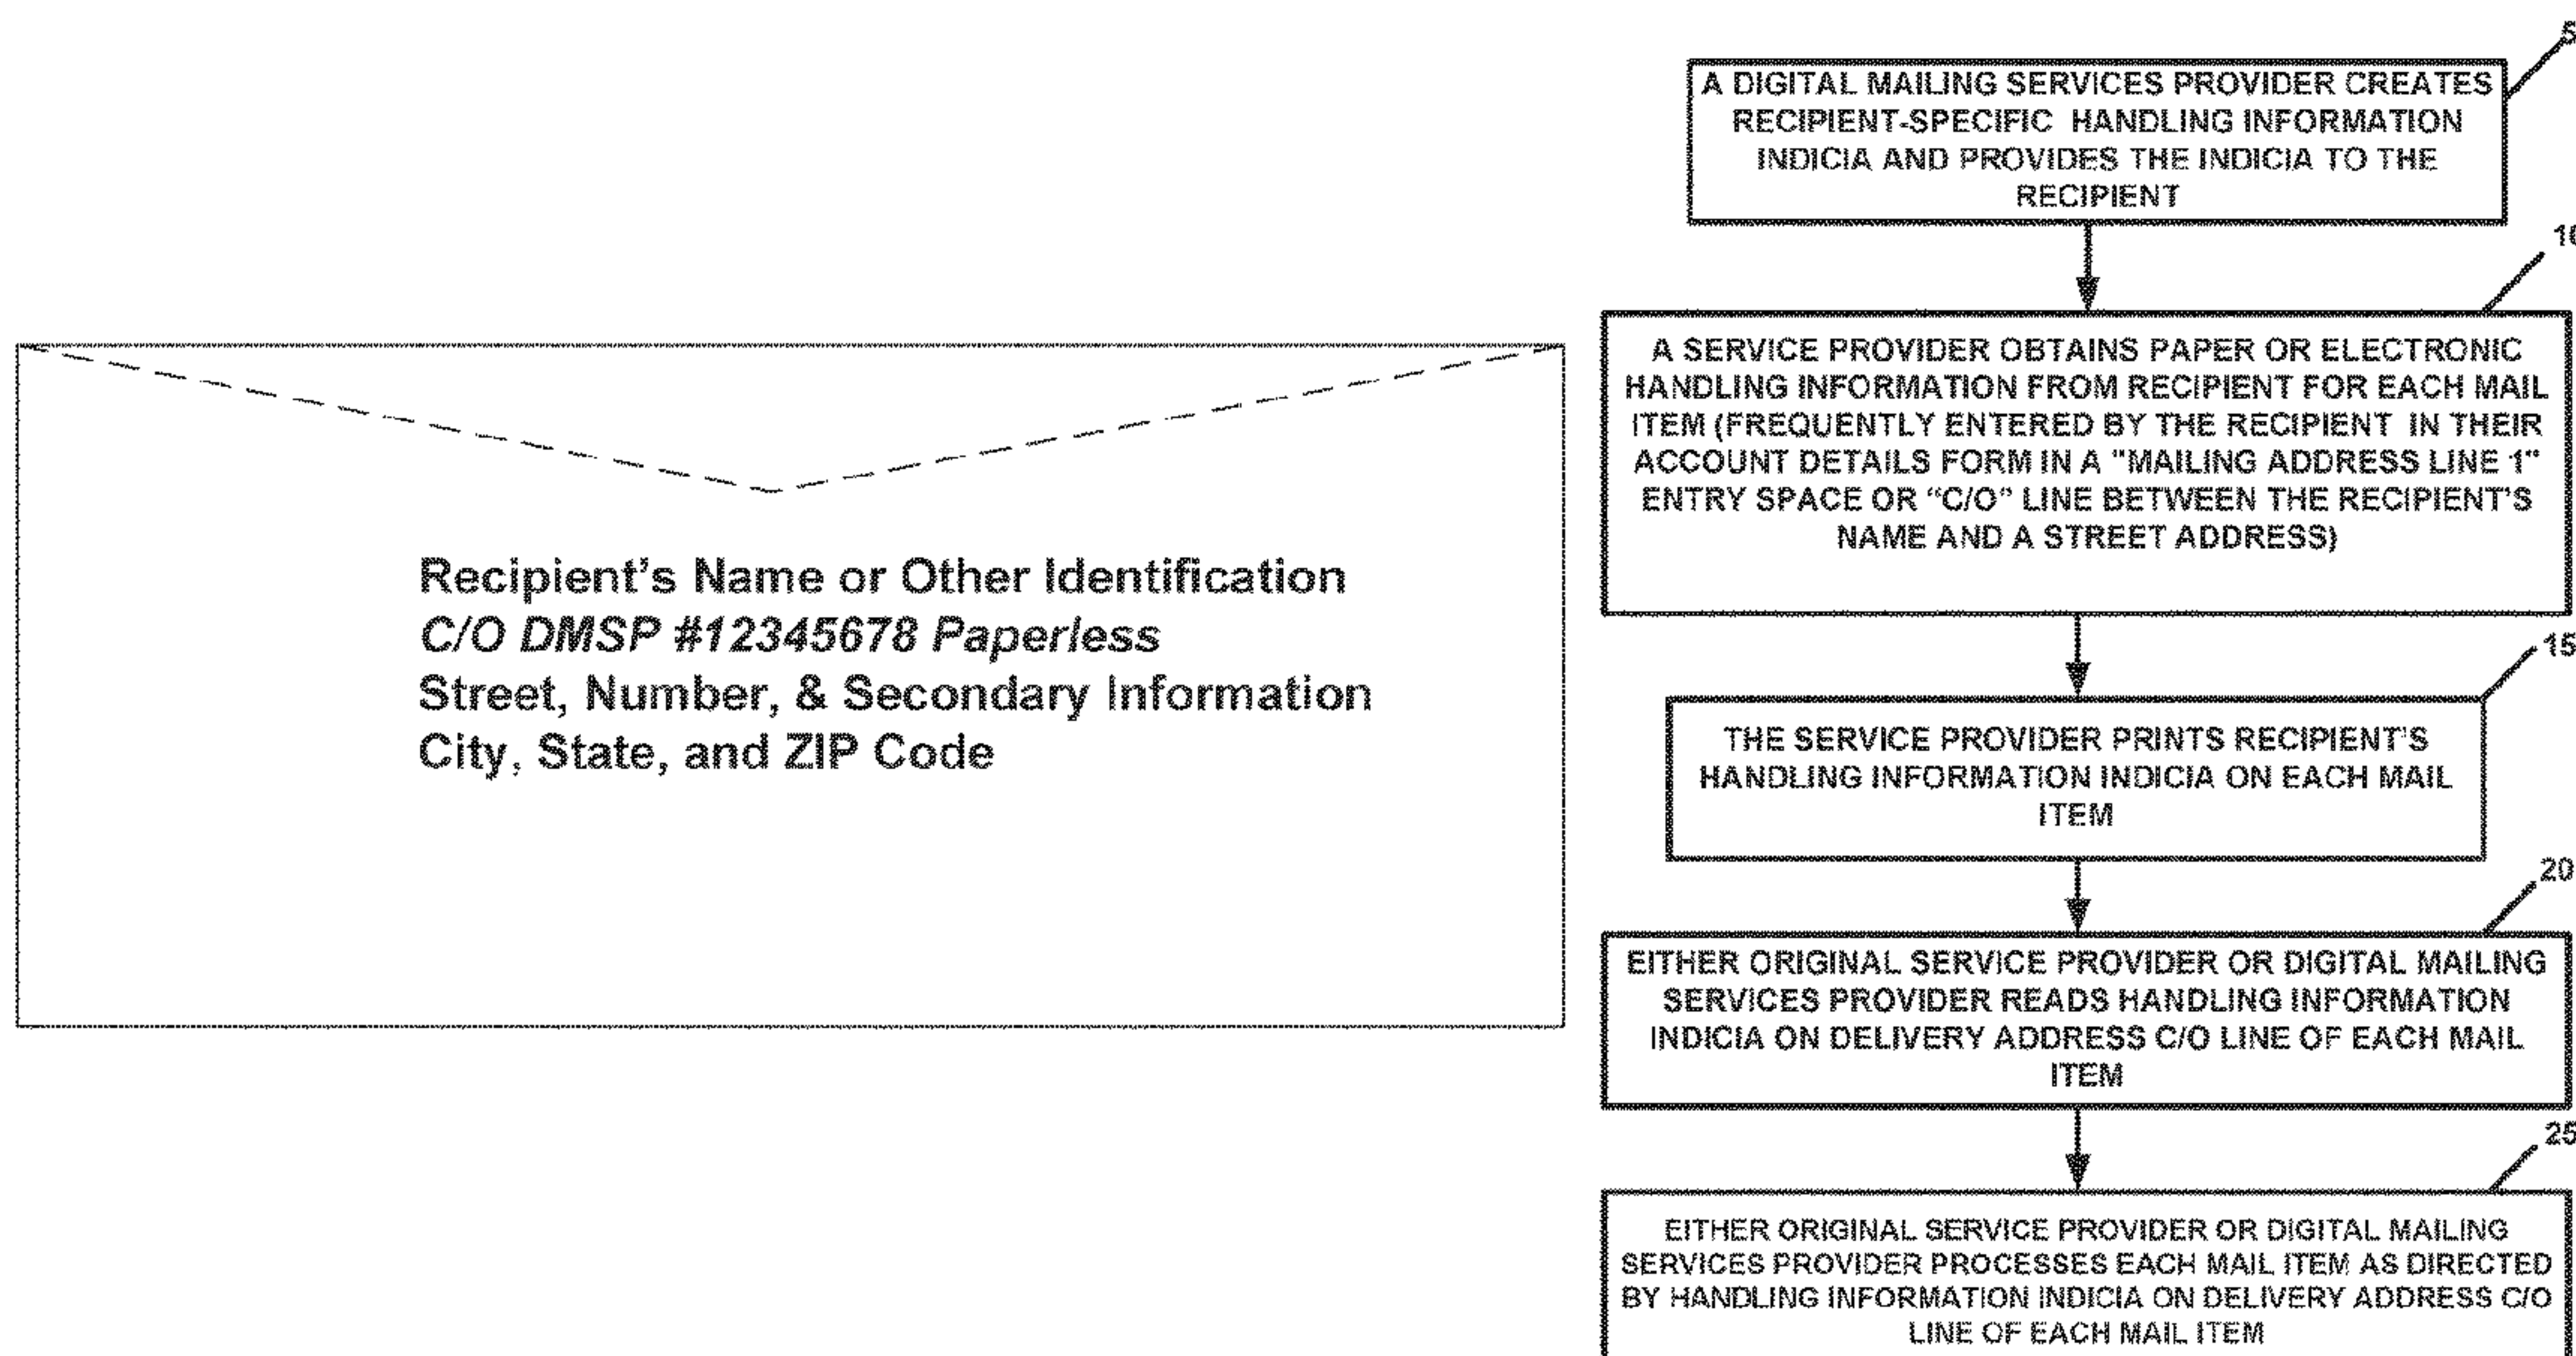 Recipient's Name or Other Identification
C/O DMSP #12345678 Paperless
Street, Number, & Secondary Information
City, State, and ZIP Code
5
A DIGITAL MAILING SERVICES PROVIDER CREATES
RECIPIENT-SPECIFIC HANDLING INFORMATION
INDICIA AND PROVIDES THE INDICIA TO THE
RECIPIENT
10
A SERVICE PROVIDER OBTAINS PAPER OR ELECTRONIC
HANDLING INFORMATION FROM RECIPIENT FOR EACH MAIL
ITEM (FREQUENTLY ENTERED BY THE RECIPIENT IN THEIR
ACCOUNT DETAILS FORM IN A "MAILING ADDRESS LINE 1"
ENTRY SPACE OR “C/O” LINE BETWEEN THE RECIPIENT'S
NAME AND A STREET ADDRESS)
15
THE SERVICE PROVIDER PRINTS RECIPIENT'S
HANDLING INFORMATION INDICIA ON EACH MAIL
ITEM
20
EITHER ORIGINAL SERVICE PROVIDER OR DIGITAL MAILING
SERVICES PROVIDER READS HANDLING INFORMATION
INDICIA ON DELIVERY ADDRESS C/O LINE OF EACH MAIL
ITEM
25
EITHER ORIGINAL SERVICE PROVIDER OR DIGITAL MAILING
SERVICES PROVIDER PROCESSES EACH MAIL ITEM AS DIRECTED
BY HANDLING INFORMATION INDICIA ON DELIVERY ADDRESS C/O
LINE OF EACH MAIL ITEM